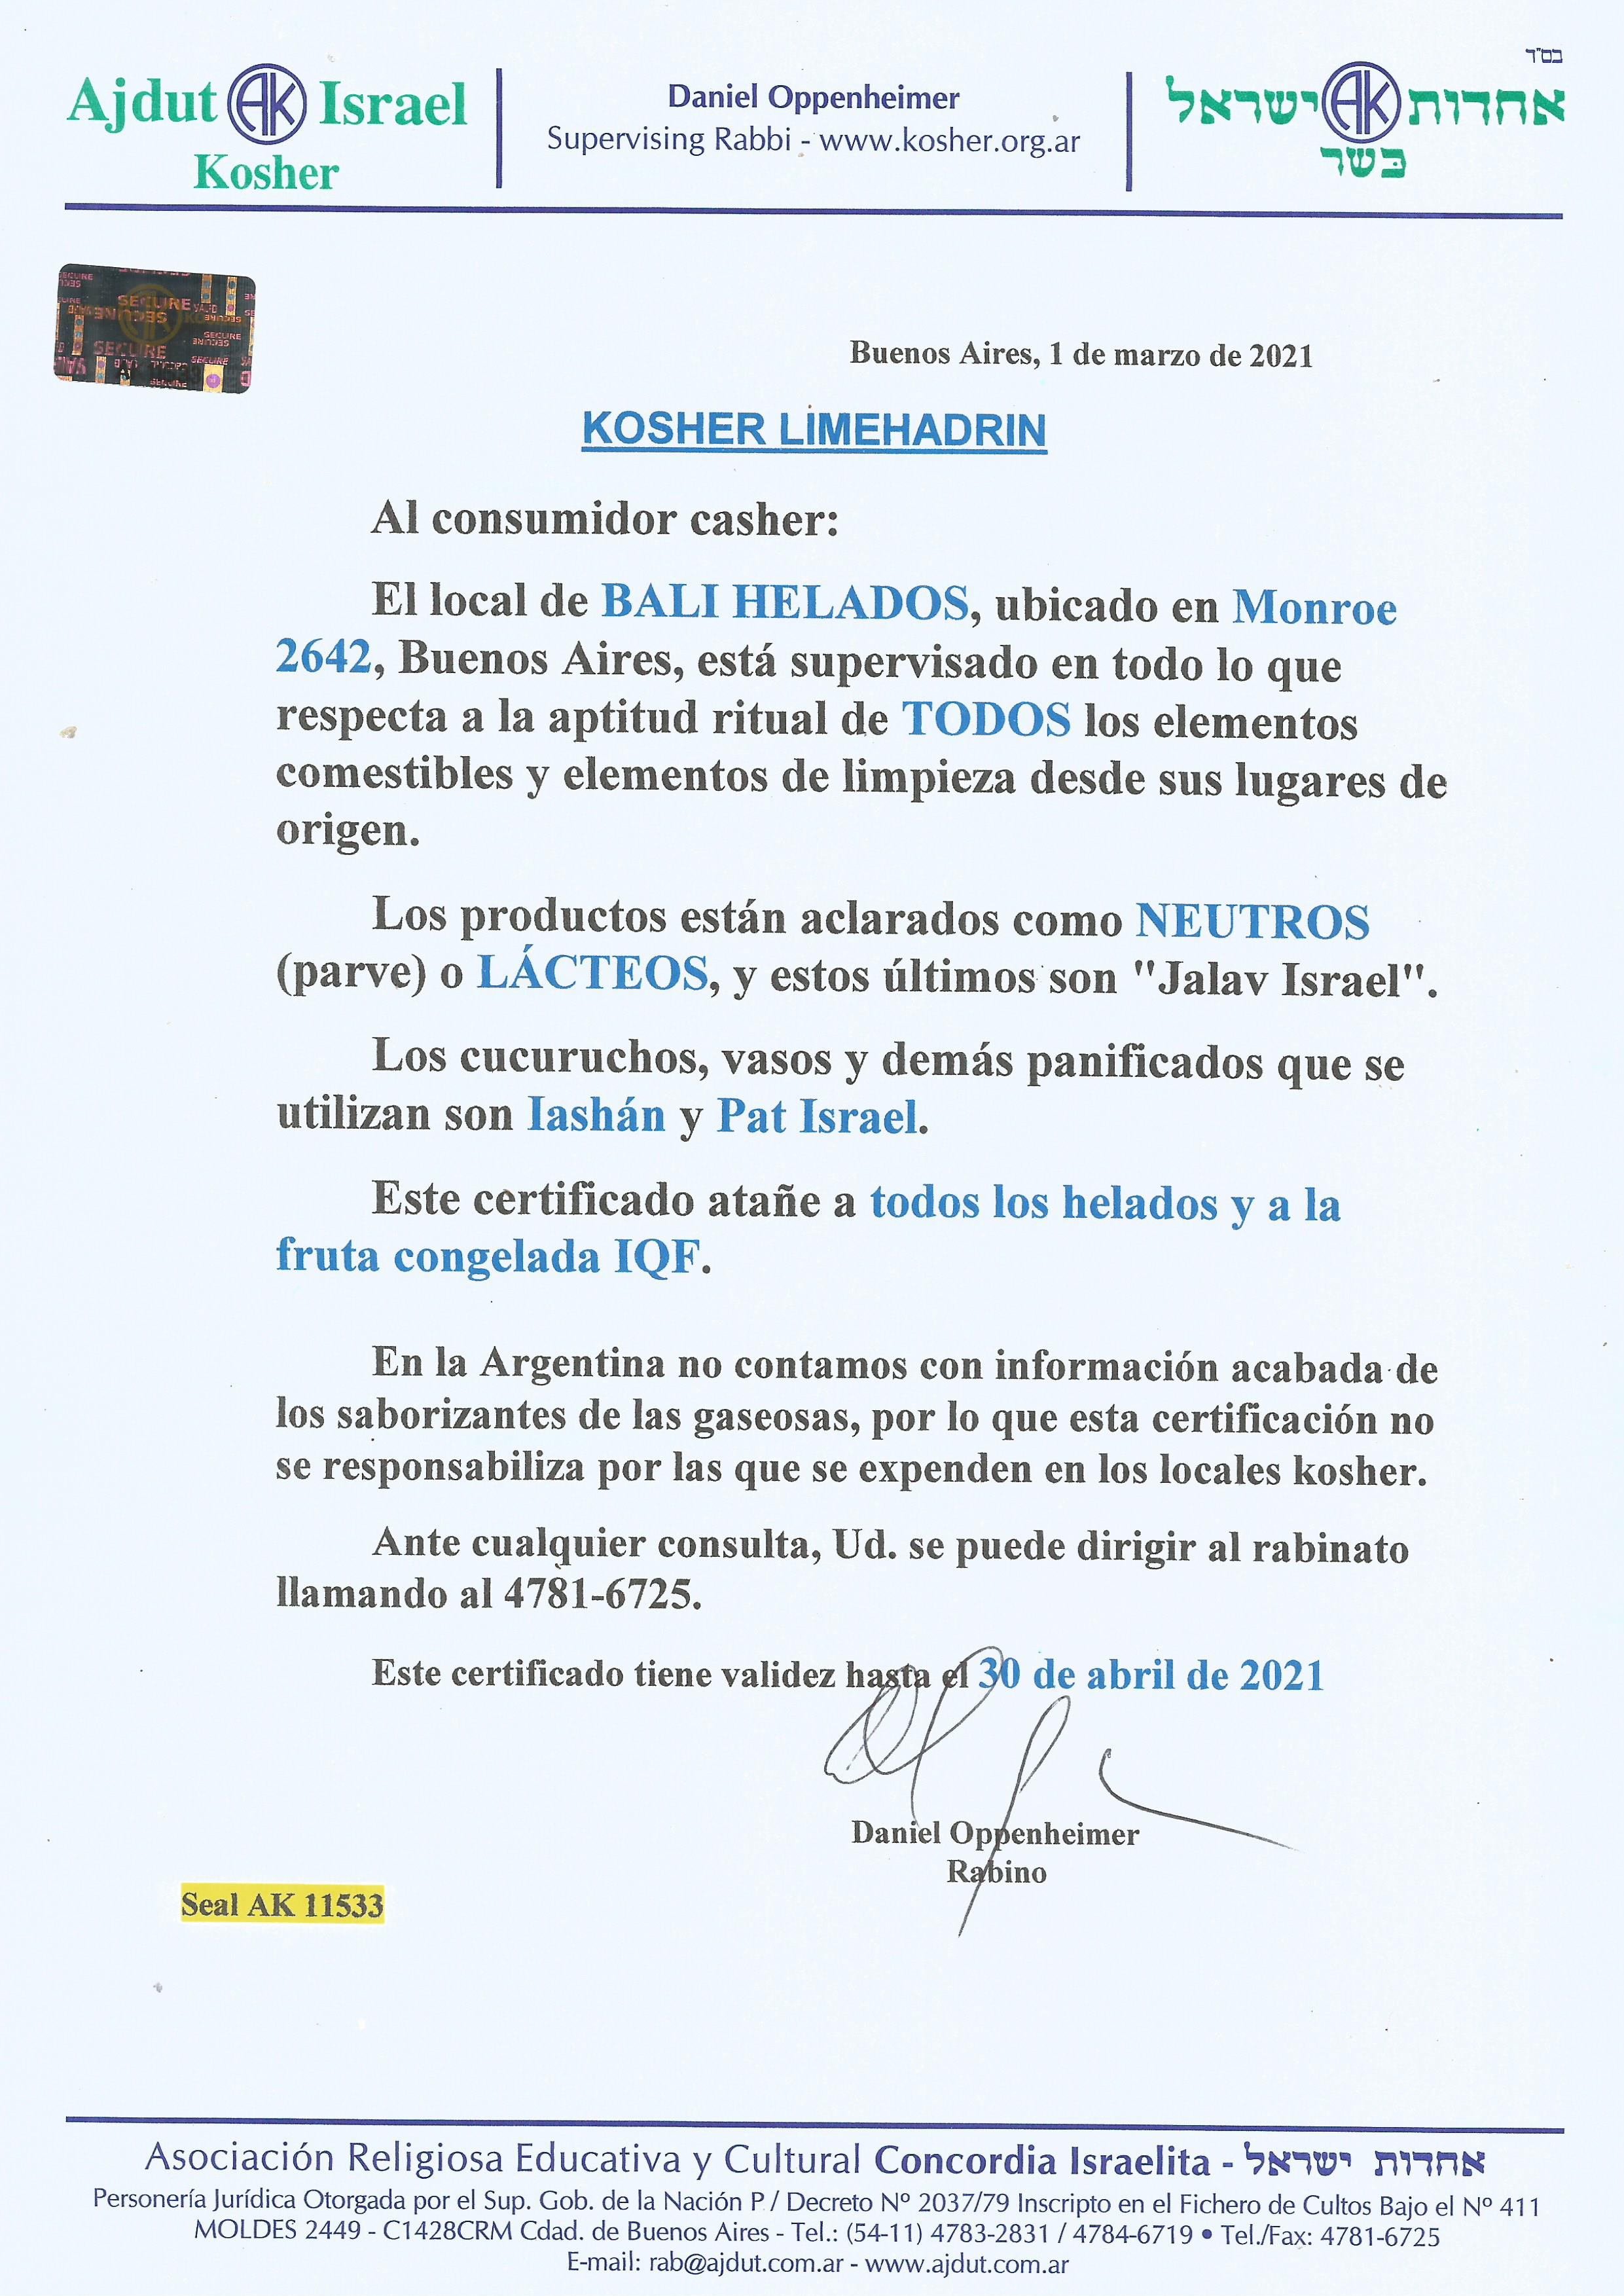 בס"ד
Ajdut AK Israel
Kosher
Daniel Oppenheimer
Supervising Rabbi - www.kosher.org.ar
אחדות AK ישראל
כשר
SECURE
SECURE
SECURE
Buenos Aires, 1 de marzo de 2021
KOSHER LIMEHADRIN
Al consumidor casher:
El local de BALI HELADOS, ubicado en Monroe
2642, Buenos Aires, está supervisado en todo lo que
respecta a la aptitud ritual de TODOS los elementos
comestibles y elementos de limpieza desde sus lugares de
origen.
Los productos están aclarados como NEUTROS
(parve) o LÁCTEOS, y estos últimos son "Jalav Israel".
Los cucuruchos, vasos y demás panificados que se
utilizan son Iashán y Pat Israel.
Este certificado atañe a todos los helados y a la
fruta congelada IQF.
En la Argentina no contamos con información acabada de
los saborizantes de las gaseosas, por lo que esta certificación no
se responsabiliza por las que se expenden en los locales kosher.
Ante cualquier consulta, Ud. se puede dirigir al rabinato
llamando al 4781-6725.
Este certificado tiene validez hasta el 30 de abril de 2021
Daniel Oppenheimer
Rabino
Seal AK 11533
Asociación Religiosa Educativa y Cultural Concordia Israelita - אחדות ישראל
Personería Jurídica Otorgada por el Sup. Gob. de la Nación P / Decreto Nº 2037/79 Inscripto en el Fichero de Cultos Bajo el Nº 411
MOLDES 2449 - C1428CRM Cdad. de Buenos Aires - Tel.: (54-11) 4783-2831 / 4784-6719 • Tel./Fax: 4781-6725
E-mail: rab@ajdut.com.ar - www.ajdut.com.ar